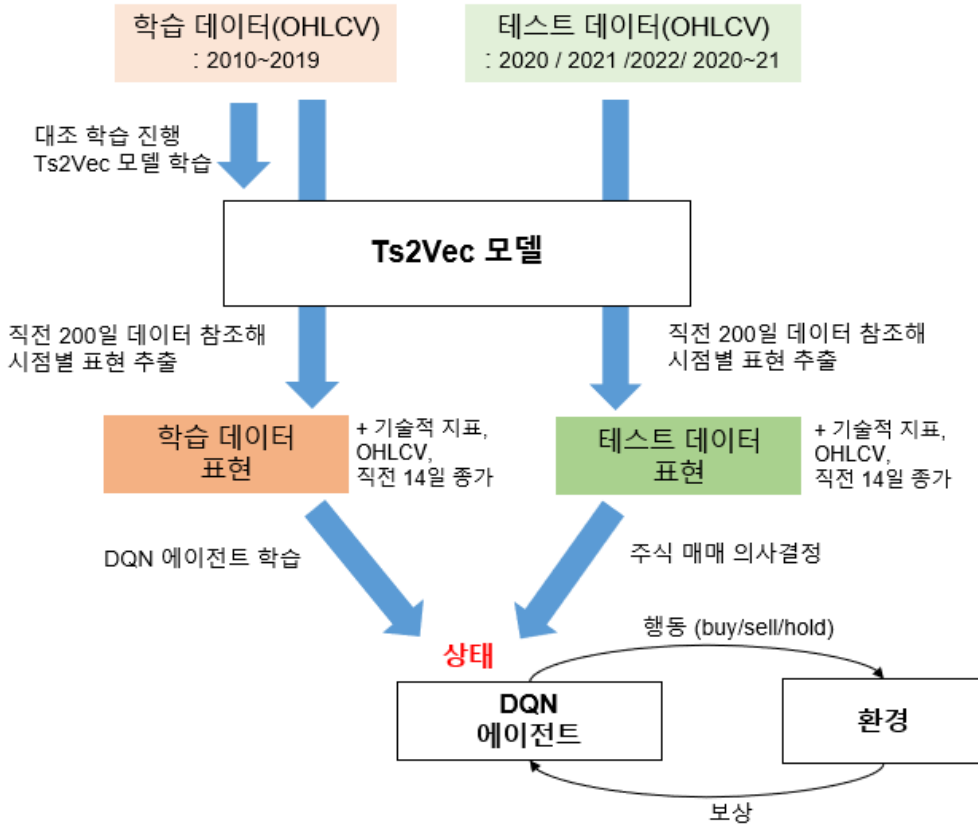 학습 데이터(OHLCV)
: 2010~2019
테스트 데이터(OHLCV)
: 2020 / 2021 /2022/ 2020~21
대조 학습 진행
Ts2Vec 모델 학습
Ts2Vec 모델
직전 200일 데이터 참조해
시점별 표현 추출
직전 200일 데이터 참조해
시점별 표현 추출
학습 데이터
표현
+ 기술적 지표,
OHLCV,
직전 14일 종가
테스트 데이터
표현
+ 기술적 지표,
OHLCV,
직전 14일 종가
DQN 에이전트 학습
주식 매매 의사결정
행동 (buy/sell/hold)
상태
DQN
에이전트
환경
보상